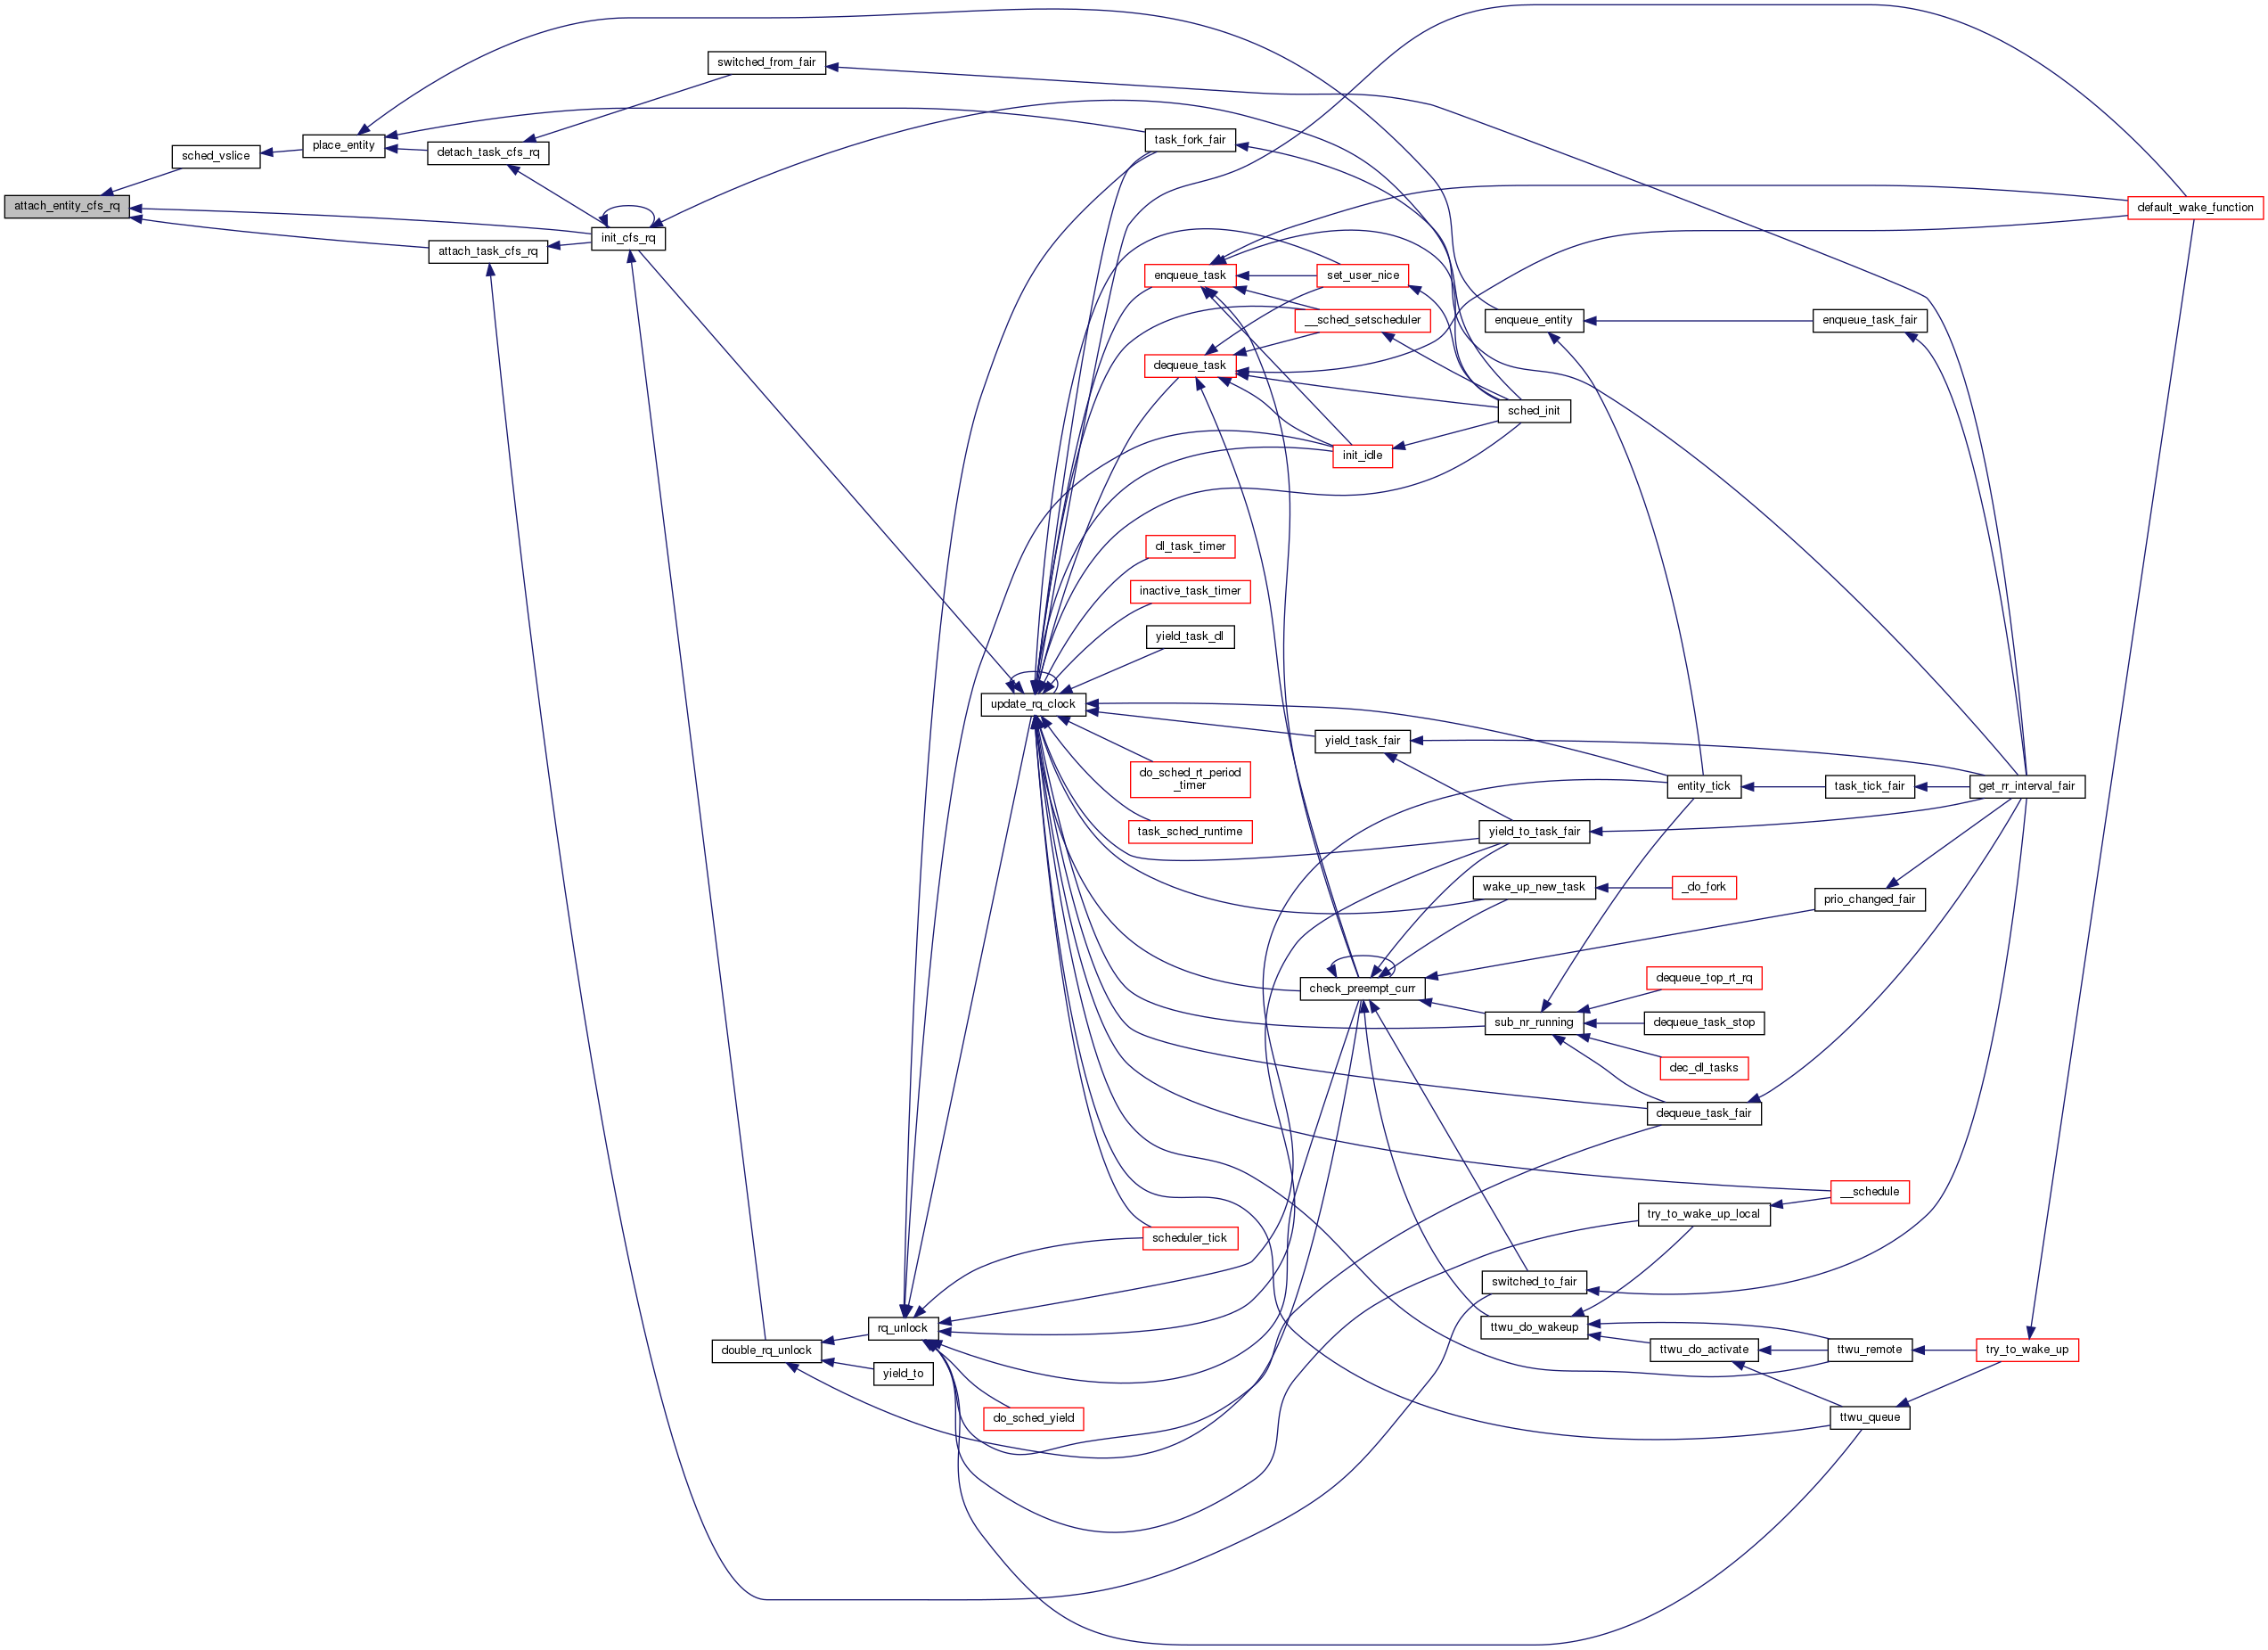 attach_entity_cfs_rq
sched_vslice
place_entity
switched_from_fair
detach_task_cfs_rq
attach_task_cfs_rq
init_cfs_rq
double_rq_unlock
rq_unlock
yield_to
update_rq_clock
do_sched_yield
task_fork_fair
enqueue_task
dequeue_task
dl_task_timer
inactive_task_timer
yield_task_dl
do_sched_rt_period
_timer
task_sched_runtime
scheduler_tick
set_user_nice
__sched_setscheduler
init_idle
yield_task_fair
check_preempt_curr
enqueue_entity
sched_init
yield_to_task_fair
wake_up_new_task
sub_nr_running
switched_to_fair
ttwu_do_wakeup
entity_tick
_do_fork
dequeue_top_rt_rq
dequeue_task_stop
dec_dl_tasks
dequeue_task_fair
try_to_wake_up_local
ttwu_do_activate
enqueue_task_fair
task_tick_fair
prio_changed_fair
__schedule
ttwu_remote
ttwu_queue
get_rr_interval_fair
try_to_wake_up
default_wake_function